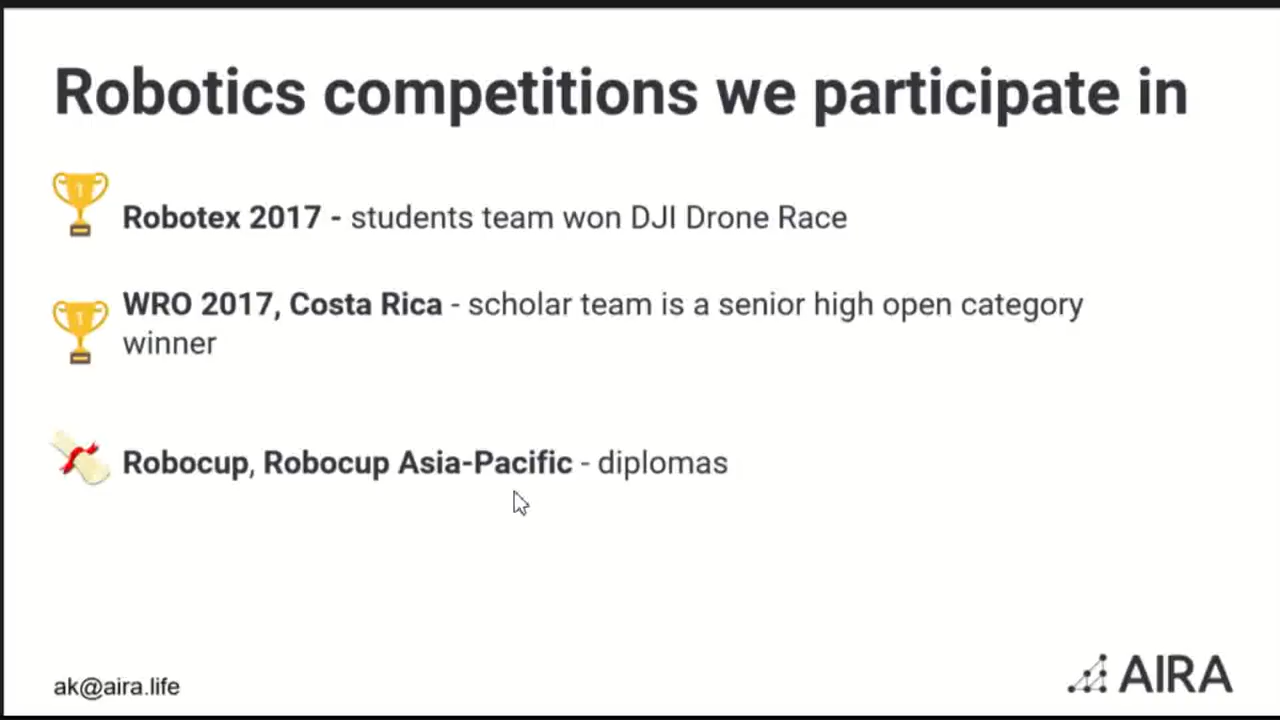 Robotics competitions we participate in
Robotex 2017 - students team won DJI Drone Race
WRO 2017, Costa Rica - scholar team is a senior high open category
winner
Robocup, Robocup Asia-Pacific - diplomas
ak@aira.life
AIRA